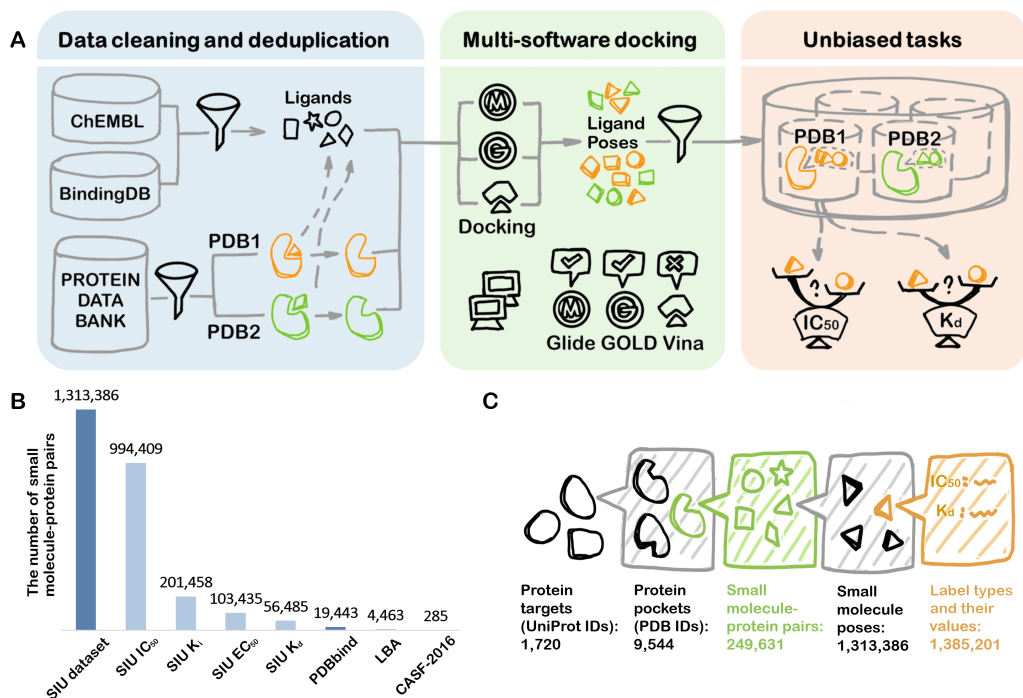 A
Data cleaning and deduplication
ChEMBL
BindingDB
PROTEIN
DATA
BANK
Ligands
PDB1
PDB2
Multi-software docking
M
G
Docking
Ligand
Poses
M
G
Glide GOLD Vina
Unbiased tasks
PDB1
PDB2
?
IC₅₀
?
Kd
B
The number of small
molecule-protein pairs
1,313,386
994,409
201,458
103,435
56,485
19,443
4,463
285
SIU dataset
SIU IC₅₀
SIU Kᵢ
SIU EC₅₀
SIU Kd
PDBbind
LBA
CASF-2016
C
IC₅₀:
Kd :
Protein
targets
(UniProt IDs):
1,720
Protein
pockets
(PDB IDs):
9,544
Small
molecule-
protein pairs:
249,631
Small
molecule
poses:
1,313,386
Label types
and their
values:
1,385,201